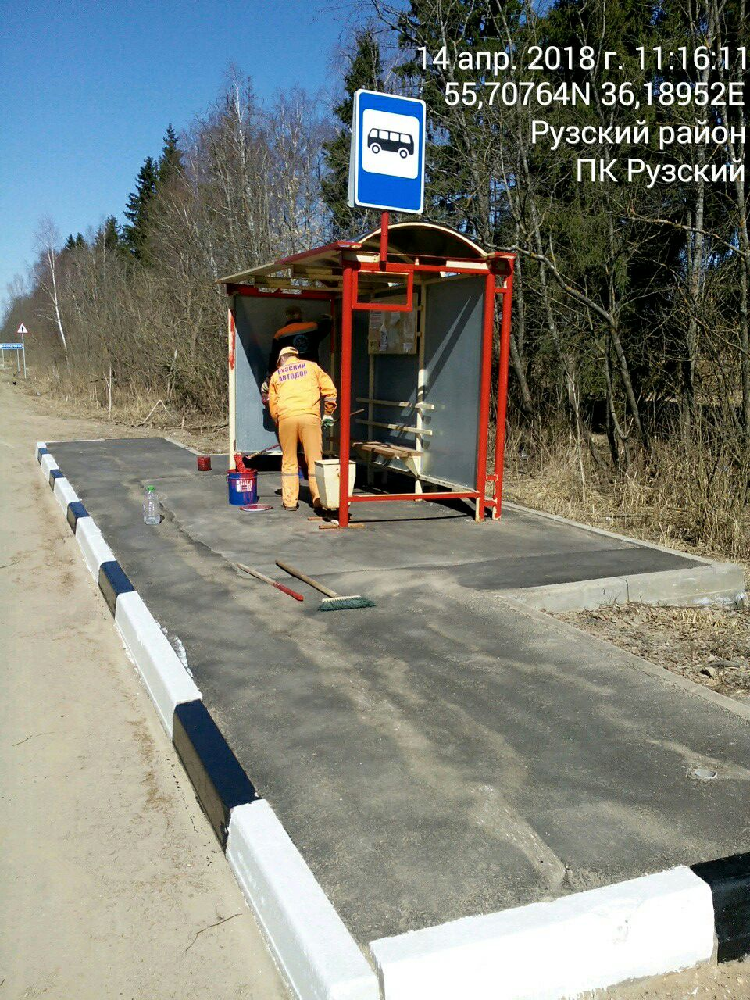 14 апр. 2018 г. 11:16:11
55,70764N 36,18952E
Рузский район
ПК Рузский
РУЗСКИЙ
АВТОДОР